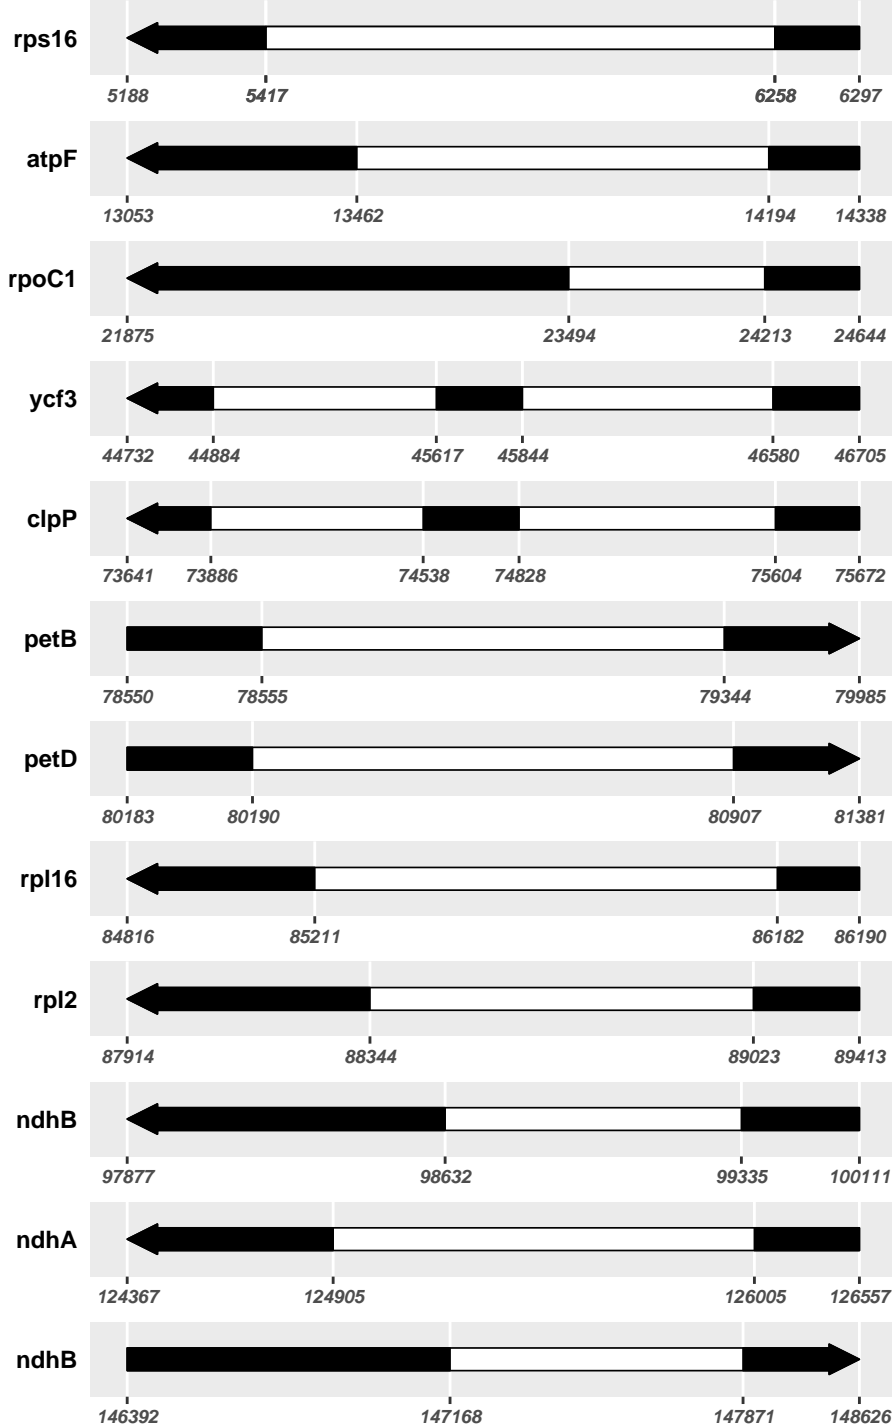 rps16
5188 5417 6258 6297
atpF
13053 13462 14194 14338
rpoC1
21875 23494 24213 24644
ycf3
44732 44884 45617 45844 46580 46705
clpP
73641 73886 74538 74828 75604 75672
petB
78550 78555 79344 79985
petD
80183 80190 80907 81381
rpl16
84816 85211 86182 86190
rpl2
87914 88344 89023 89413
ndhB
97877 98632 99335 100111
ndhA
124367 124905 126005 126557
ndhB
146392 147168 147871 148626